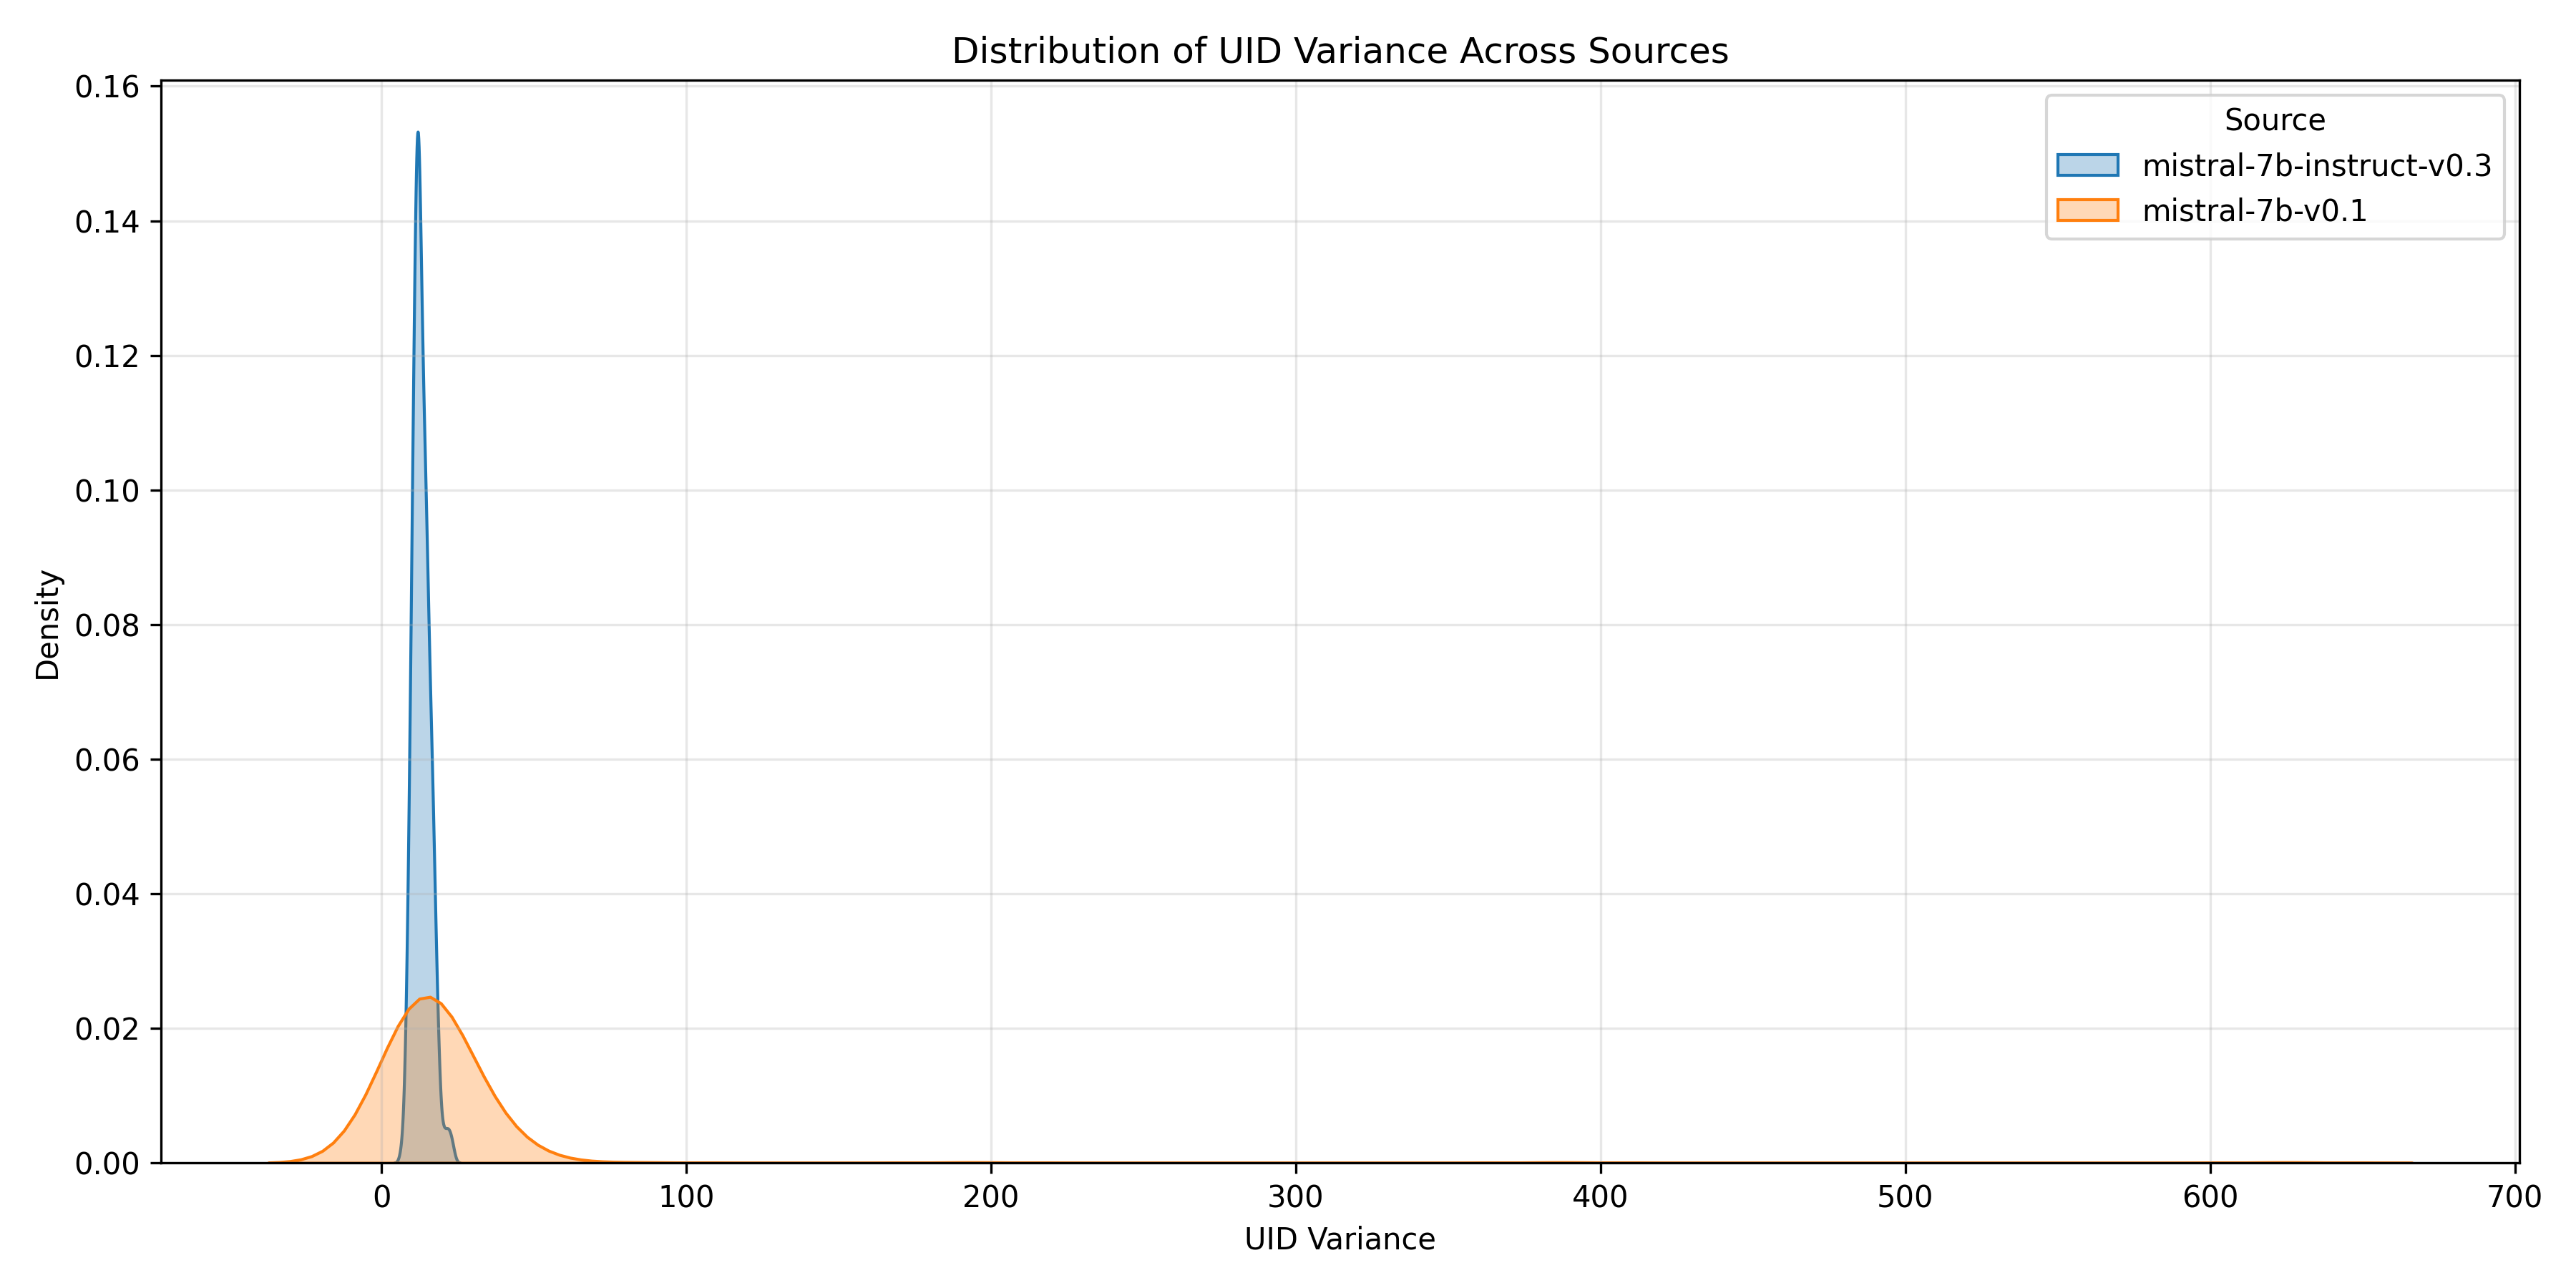 Distribution of UID Variance Across Sources
Source
mistral-7b-instruct-v0.3
mistral-7b-v0.1
0.16
0.14
0.12
0.10
0.08
0.06
0.04
0.02
0.00
Density
0 100 200 300 400 500 600 700
UID Variance